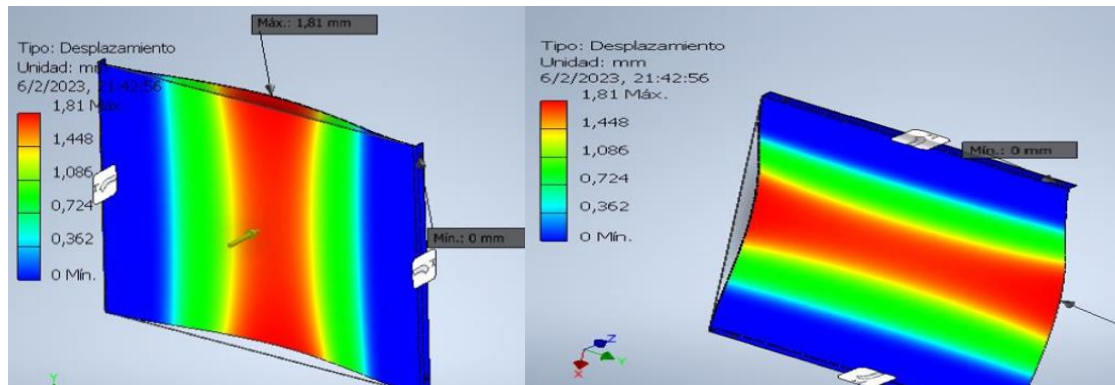 Máx.: 1,81 mm
Tipo: Desplazamiento
Unidad: mm
6/2/2023, 21:42:56
1,81 Máx.
1,448
1,086
0,724
0,362
0 Mín.
Mín.: 0 mm
Y
Tipo: Desplazamiento
Unidad: mm
6/2/2023, 21:42:56
1,81 Máx.
1,448
1,086
0,724
0,362
0 Mín.
Mín.: 0 mm
Z
Y
X